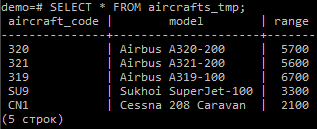 demo=# SELECT * FROM aircrafts_tmp;
aircraft_code | model | range
--------------+---------------------+-------
320 | Airbus A320-200 | 5700
321 | Airbus A321-200 | 5600
319 | Airbus A319-100 | 6700
SU9 | Sukhoi SuperJet-100 | 3300
CN1 | Cessna 208 Caravan | 2100
(5 строк)